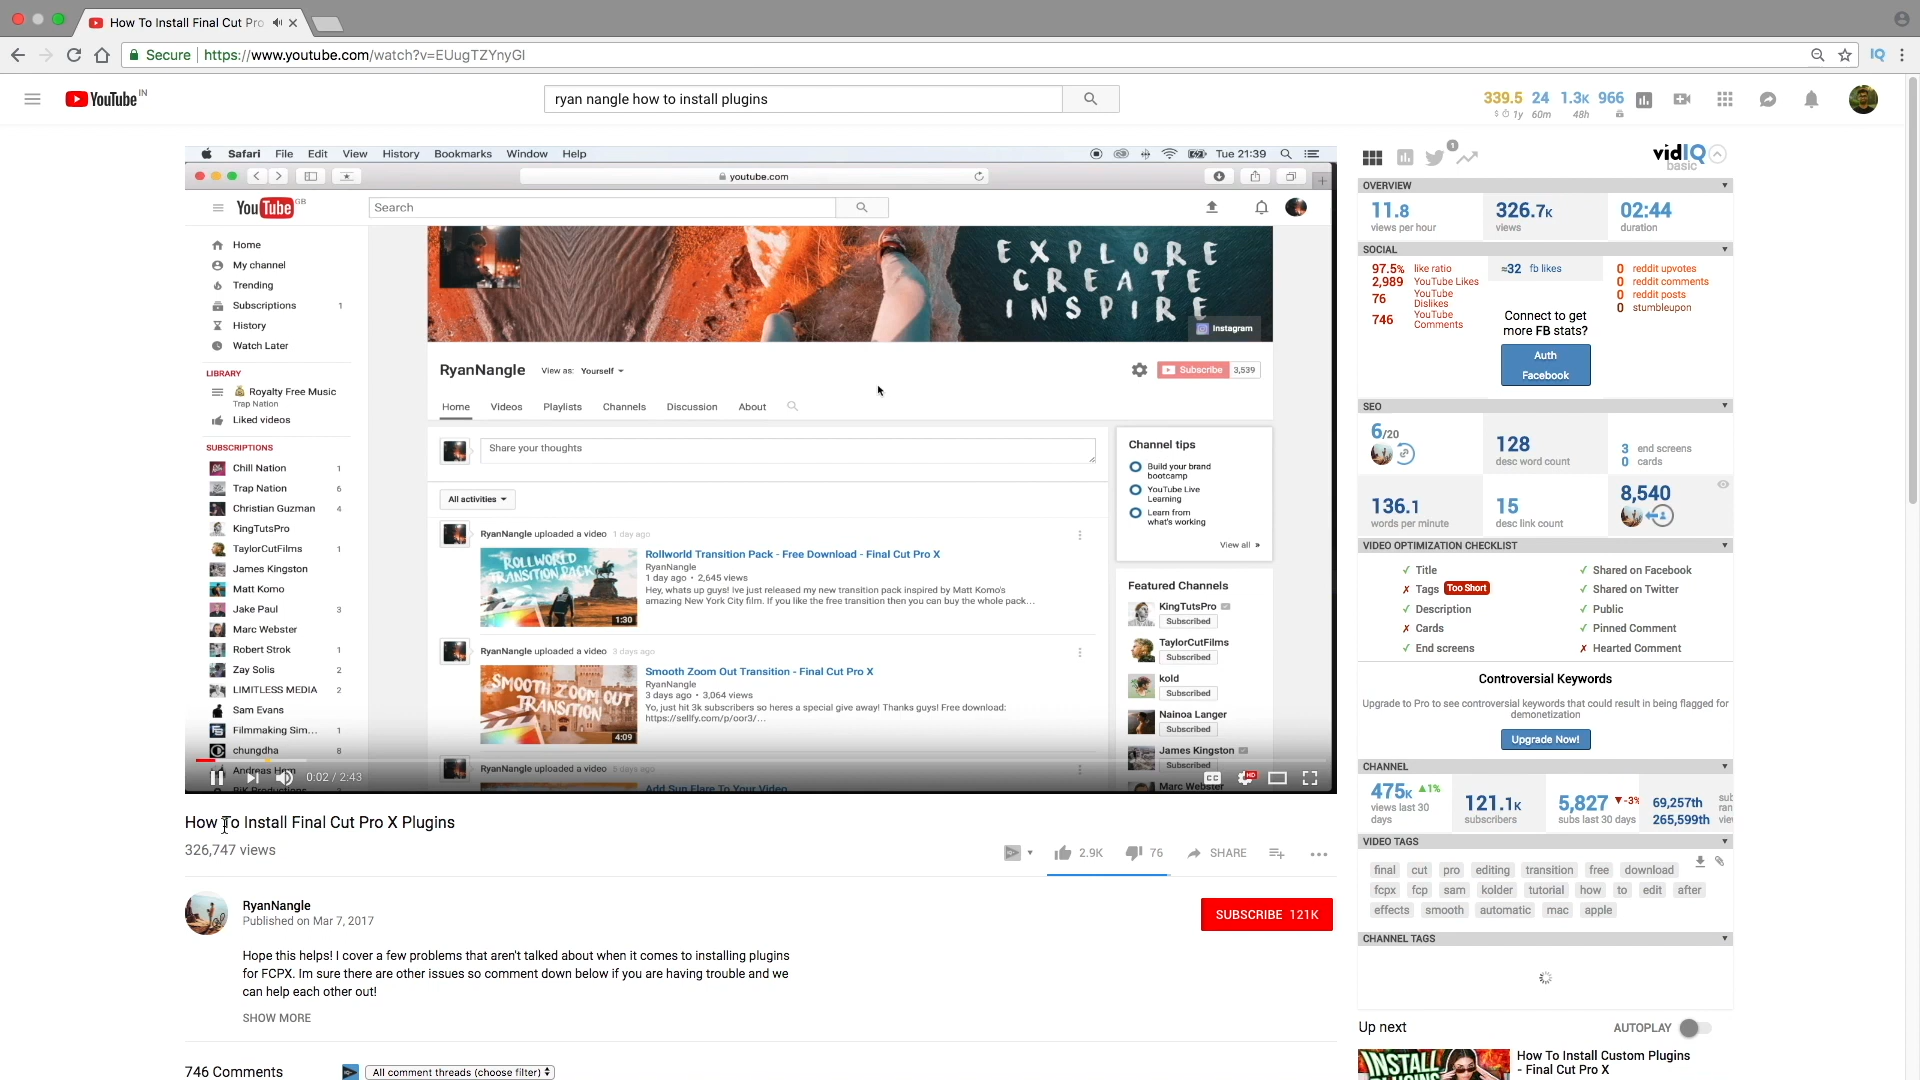 How To Install Final Cut Pro
Secure https://www.youtube.com/watch?v=EUugTZYnyGI
IQ
YouTube IN
ryan nangle how to install plugins
339.5 24 1.3K 966
1y 60m 48h
Safari File Edit View History Bookmarks Window Help
Tue 21:39
youtube.com
YouTube GB
Search
Home
My channel
Trending
Subscriptions 1
History
Watch Later
LIBRARY
Royalty Free Music
Trap Nation
Liked videos
SUBSCRIPTIONS
Chill Nation 1
Trap Nation 6
Christian Guzman 4
KingTutsPro
TaylorCutFilms 1
James Kingston
Matt Komo
Jake Paul 3
Marc Webster
Robert Strok 1
Zay Solis 2
LIMITLESS MEDIA 2
Sam Evans
Filmmaking Sim... 1
chungdha 8
Andreas Hem
BiK Productions
EXPLORE
CREATE
INSPIRE
Instagram
RyanNangle View as: Yourself
Subscribe 3,539
Home Videos Playlists Channels Discussion About
Share your thoughts
All activities
RyanNangle uploaded a video 1 day ago
ROLLWORLD
TRANSITION PACK
1:30
Rollworld Transition Pack - Free Download - Final Cut Pro X
RyanNangle
1 day ago • 2,645 views
Hey, whats up guys! Ive just released my new transition pack inspired by Matt Komo's
amazing New York City film. If you like the free transition then you can buy the whole pack...
RyanNangle uploaded a video 3 days ago
SMOOTH ZOOM OUT
TRANSITION
4:09
Smooth Zoom Out Transition - Final Cut Pro X
RyanNangle
3 days ago • 3,064 views
Yo, just hit 3k subscribers so heres a special give away! Thanks guys! Free download:
https://sellfy.com/p/oor3/...
RyanNangle uploaded a video 5 days ago
Add Sun Flare To Your Video
Channel tips
Build your brand
bootcamp
YouTube Live
Learning
Learn from
what's working
View all »
Featured Channels
KingTutsPro
Subscribed
TaylorCutFilms
Subscribed
kold
Subscribed
Nainoa Langer
Subscribed
James Kingston
Subscribed
Marc Webster
0:02 / 2:43
CC
HD
How To Install Final Cut Pro X Plugins
326,747 views
2.9K 76 SHARE
RyanNangle
Published on Mar 7, 2017
SUBSCRIBE 121K
Hope this helps! I cover a few problems that aren't talked about when it comes to installing plugins
for FCPX. Im sure there are other issues so comment down below if you are having trouble and we
can help each other out!
SHOW MORE
746 Comments
All comment threads (choose filter)
1
vidIQ
basic
OVERVIEW
11.8 326.7K 02:44
views per hour views duration
SOCIAL
97.5% like ratio
2,989 YouTube Likes
76 YouTube
Dislikes
746 YouTube
Comments
≈32 fb likes
Connect to get
more FB stats?
Auth
Facebook
0 reddit upvotes
0 reddit comments
0 reddit posts
0 stumbleupon
SEO
6/20
128
desc word count
3 end screens
0 cards
136.1
words per minute
15
desc link count
8,540
VIDEO OPTIMIZATION CHECKLIST
✓ Title
✗ Tags Too Short
✓ Description
✗ Cards
✓ End screens
✓ Shared on Facebook
✓ Shared on Twitter
✓ Public
✓ Pinned Comment
✗ Hearted Comment
Controversial Keywords
Upgrade to Pro to see controversial keywords that could result in being flagged for
demonetization
Upgrade Now!
CHANNEL
475K ▲1%
views last 30
days
121.1K
subscribers
5,827 ▼-3%
subs last 30 days
69,257th sub
ran
265,599th view
VIDEO TAGS
final cut pro editing transition free download
fcpx fcp sam kolder tutorial how to edit after
effects smooth automatic mac apple
CHANNEL TAGS
Up next
AUTOPLAY
INSTALL
How To Install Custom Plugins
- Final Cut Pro X